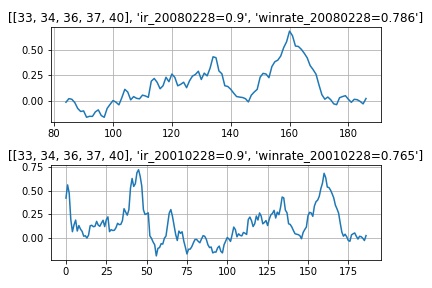 [[33, 34, 36, 37, 40], 'ir_20080228=0.9', 'winrate_20080228=0.786']
0.50
0.25
0.00
80 100 120 140 160 180
[[33, 34, 36, 37, 40], 'ir_20010228=0.9', 'winrate_20010228=0.765']
0.75
0.50
0.25
0.00
0 25 50 75 100 125 150 175